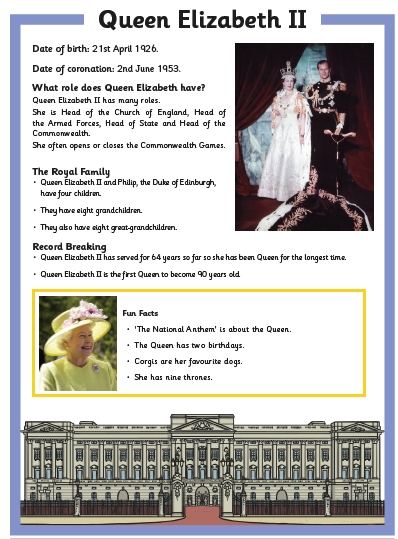 Queen Elizabeth II
Date of birth: 21st April 1926.
Date of coronation: 2nd June 1953.
What role does Queen Elizabeth have?
Queen Elizabeth II has many roles.
She is Head of the Church of England, Head of
the Armed Forces, Head of State and Head of the
Commonwealth.
She often opens or closes the Commonwealth Games.
The Royal Family
• Queen Elizabeth II and Philip, the Duke of Edinburgh,
have four children.
• They have eight grandchildren.
• They also have eight great-grandchildren.
Record Breaking
• Queen Elizabeth II has served for 64 years so far so she has been Queen for the longest time.
• Queen Elizabeth II is the first Queen to become 90 years old
Fun Facts
• 'The National Anthem' is about the Queen.
• The Queen has two birthdays.
• Corgis are her favourite dogs.
• She has nine thrones.